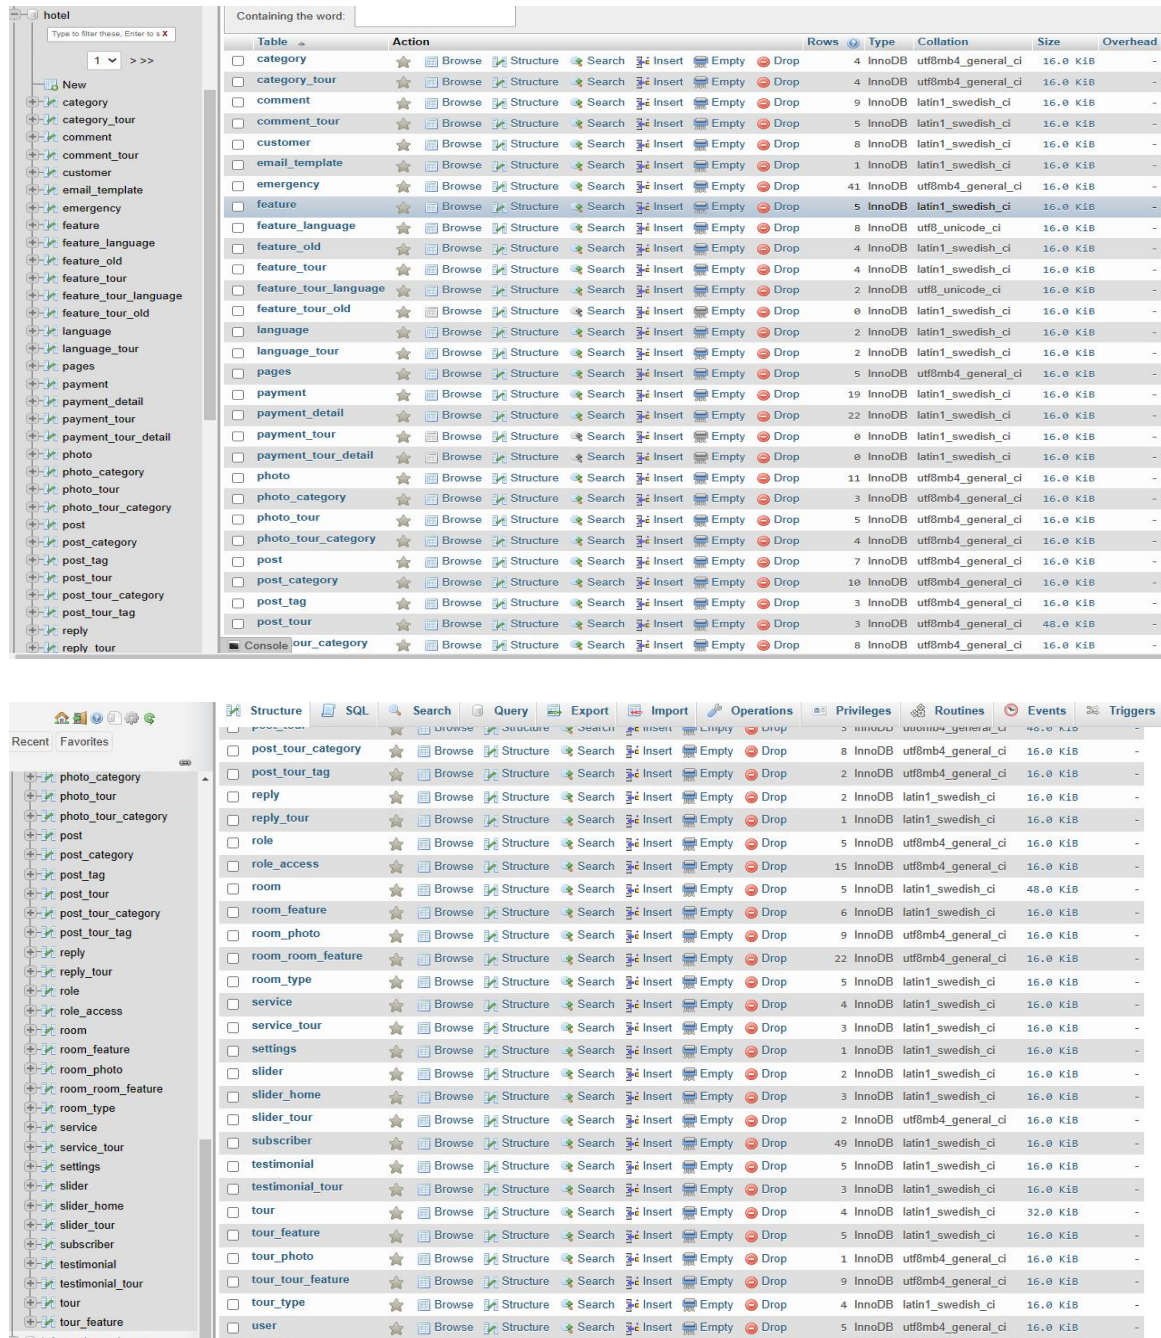 hotel
Type to filter these, Enter to s X
1 > >>
New
category
category_tour
comment
comment_tour
customer
email_template
emergency
feature
feature_language
feature_old
feature_tour
feature_tour_language
feature_tour_old
language
language_tour
pages
payment
payment_detail
payment_tour
payment_tour_detail
photo
photo_category
photo_tour
photo_tour_category
post
post_category
post_tag
post_tour
post_tour_category
post_tour_tag
reply
reply_tour
Containing the word:
Table Action Rows Type Collation Size Overhead
category Browse Structure Search Insert Empty Drop 4 InnoDB utf8mb4_general_ci 16.0 KiB -
category_tour Browse Structure Search Insert Empty Drop 4 InnoDB utf8mb4_general_ci 16.0 KiB -
comment Browse Structure Search Insert Empty Drop 9 InnoDB latin1_swedish_ci 16.0 KiB -
comment_tour Browse Structure Search Insert Empty Drop 5 InnoDB latin1_swedish_ci 16.0 KiB -
customer Browse Structure Search Insert Empty Drop 8 InnoDB latin1_swedish_ci 16.0 KiB -
email_template Browse Structure Search Insert Empty Drop 1 InnoDB latin1_swedish_ci 16.0 KiB -
emergency Browse Structure Search Insert Empty Drop 41 InnoDB utf8mb4_general_ci 16.0 KiB -
feature Browse Structure Search Insert Empty Drop 5 InnoDB latin1_swedish_ci 16.0 KiB -
feature_language Browse Structure Search Insert Empty Drop 8 InnoDB utf8_unicode_ci 16.0 KiB -
feature_old Browse Structure Search Insert Empty Drop 4 InnoDB latin1_swedish_ci 16.0 KiB -
feature_tour Browse Structure Search Insert Empty Drop 4 InnoDB latin1_swedish_ci 16.0 KiB -
feature_tour_language Browse Structure Search Insert Empty Drop 2 InnoDB utf8_unicode_ci 16.0 KiB -
feature_tour_old Browse Structure Search Insert Empty Drop 0 InnoDB latin1_swedish_ci 16.0 KiB -
language Browse Structure Search Insert Empty Drop 2 InnoDB latin1_swedish_ci 16.0 KiB -
language_tour Browse Structure Search Insert Empty Drop 2 InnoDB latin1_swedish_ci 16.0 KiB -
pages Browse Structure Search Insert Empty Drop 5 InnoDB utf8mb4_general_ci 16.0 KiB -
payment Browse Structure Search Insert Empty Drop 19 InnoDB latin1_swedish_ci 16.0 KiB -
payment_detail Browse Structure Search Insert Empty Drop 22 InnoDB latin1_swedish_ci 16.0 KiB -
payment_tour Browse Structure Search Insert Empty Drop 0 InnoDB latin1_swedish_ci 16.0 KiB -
payment_tour_detail Browse Structure Search Insert Empty Drop 0 InnoDB latin1_swedish_ci 16.0 KiB -
photo Browse Structure Search Insert Empty Drop 11 InnoDB utf8mb4_general_ci 16.0 KiB -
photo_category Browse Structure Search Insert Empty Drop 3 InnoDB utf8mb4_general_ci 16.0 KiB -
photo_tour Browse Structure Search Insert Empty Drop 5 InnoDB utf8mb4_general_ci 16.0 KiB -
photo_tour_category Browse Structure Search Insert Empty Drop 4 InnoDB utf8mb4_general_ci 16.0 KiB -
post Browse Structure Search Insert Empty Drop 7 InnoDB utf8mb4_general_ci 16.0 KiB -
post_category Browse Structure Search Insert Empty Drop 10 InnoDB utf8mb4_general_ci 16.0 KiB -
post_tag Browse Structure Search Insert Empty Drop 3 InnoDB utf8mb4_general_ci 16.0 KiB -
post_tour Browse Structure Search Insert Empty Drop 3 InnoDB utf8mb4_general_ci 48.0 KiB -
Console our_category Browse Structure Search Insert Empty Drop 8 InnoDB utf8mb4_general_ci 16.0 KiB -
Recent Favorites
photo_category
photo_tour
photo_tour_category
post
post_category
post_tag
post_tour
post_tour_category
post_tour_tag
reply
reply_tour
role
role_access
room
room_feature
room_photo
room_room_feature
room_type
service
service_tour
settings
slider
slider_home
slider_tour
subscriber
testimonial
testimonial_tour
tour
tour_feature
Structure SQL Search Query Export Import Operations Privileges Routines Events Triggers
post_tour Browse Structure Search Insert Empty Drop 3 InnoDB utf8mb4_general_ci 48.0 KiB -
post_tour_category Browse Structure Search Insert Empty Drop 8 InnoDB utf8mb4_general_ci 16.0 KiB -
post_tour_tag Browse Structure Search Insert Empty Drop 2 InnoDB utf8mb4_general_ci 16.0 KiB -
reply Browse Structure Search Insert Empty Drop 2 InnoDB latin1_swedish_ci 16.0 KiB -
reply_tour Browse Structure Search Insert Empty Drop 1 InnoDB latin1_swedish_ci 16.0 KiB -
role Browse Structure Search Insert Empty Drop 5 InnoDB utf8mb4_general_ci 16.0 KiB -
role_access Browse Structure Search Insert Empty Drop 15 InnoDB utf8mb4_general_ci 16.0 KiB -
room Browse Structure Search Insert Empty Drop 5 InnoDB latin1_swedish_ci 48.0 KiB -
room_feature Browse Structure Search Insert Empty Drop 6 InnoDB latin1_swedish_ci 16.0 KiB -
room_photo Browse Structure Search Insert Empty Drop 9 InnoDB utf8mb4_general_ci 16.0 KiB -
room_room_feature Browse Structure Search Insert Empty Drop 22 InnoDB utf8mb4_general_ci 16.0 KiB -
room_type Browse Structure Search Insert Empty Drop 5 InnoDB latin1_swedish_ci 16.0 KiB -
service Browse Structure Search Insert Empty Drop 4 InnoDB latin1_swedish_ci 16.0 KiB -
service_tour Browse Structure Search Insert Empty Drop 3 InnoDB latin1_swedish_ci 16.0 KiB -
settings Browse Structure Search Insert Empty Drop 1 InnoDB latin1_swedish_ci 16.0 KiB -
slider Browse Structure Search Insert Empty Drop 2 InnoDB latin1_swedish_ci 16.0 KiB -
slider_home Browse Structure Search Insert Empty Drop 3 InnoDB latin1_swedish_ci 16.0 KiB -
slider_tour Browse Structure Search Insert Empty Drop 2 InnoDB utf8mb4_general_ci 16.0 KiB -
subscriber Browse Structure Search Insert Empty Drop 49 InnoDB latin1_swedish_ci 16.0 KiB -
testimonial Browse Structure Search Insert Empty Drop 5 InnoDB latin1_swedish_ci 16.0 KiB -
testimonial_tour Browse Structure Search Insert Empty Drop 3 InnoDB latin1_swedish_ci 16.0 KiB -
tour Browse Structure Search Insert Empty Drop 4 InnoDB latin1_swedish_ci 32.0 KiB -
tour_feature Browse Structure Search Insert Empty Drop 5 InnoDB latin1_swedish_ci 16.0 KiB -
tour_photo Browse Structure Search Insert Empty Drop 1 InnoDB utf8mb4_general_ci 16.0 KiB -
tour_tour_feature Browse Structure Search Insert Empty Drop 9 InnoDB utf8mb4_general_ci 16.0 KiB -
tour_type Browse Structure Search Insert Empty Drop 4 InnoDB latin1_swedish_ci 16.0 KiB -
user Browse Structure Search Insert Empty Drop 5 InnoDB utf8mb4_general_ci 16.0 KiB -